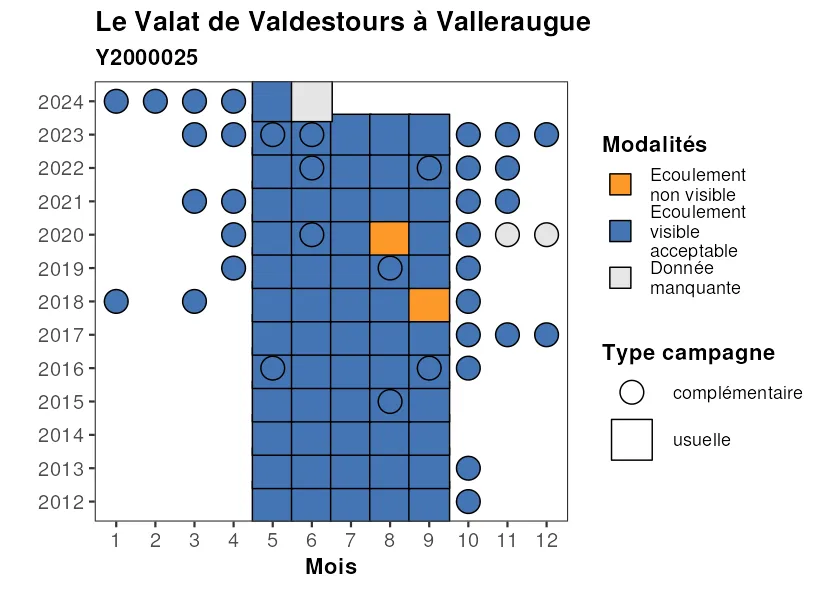 Le Valat de Valdestours à Valleraugue
Y2000025
2024
2023
2022
2021
2020
2019
2018
2017
2016
2015
2014
2013
2012
1 2 3 4 5 6 7 8 9 10 11 12
Mois
Modalités
Ecoulement
non visible
Ecoulement
visible
acceptable
Donnée
manquante
Type campagne
complémentaire
usuelle